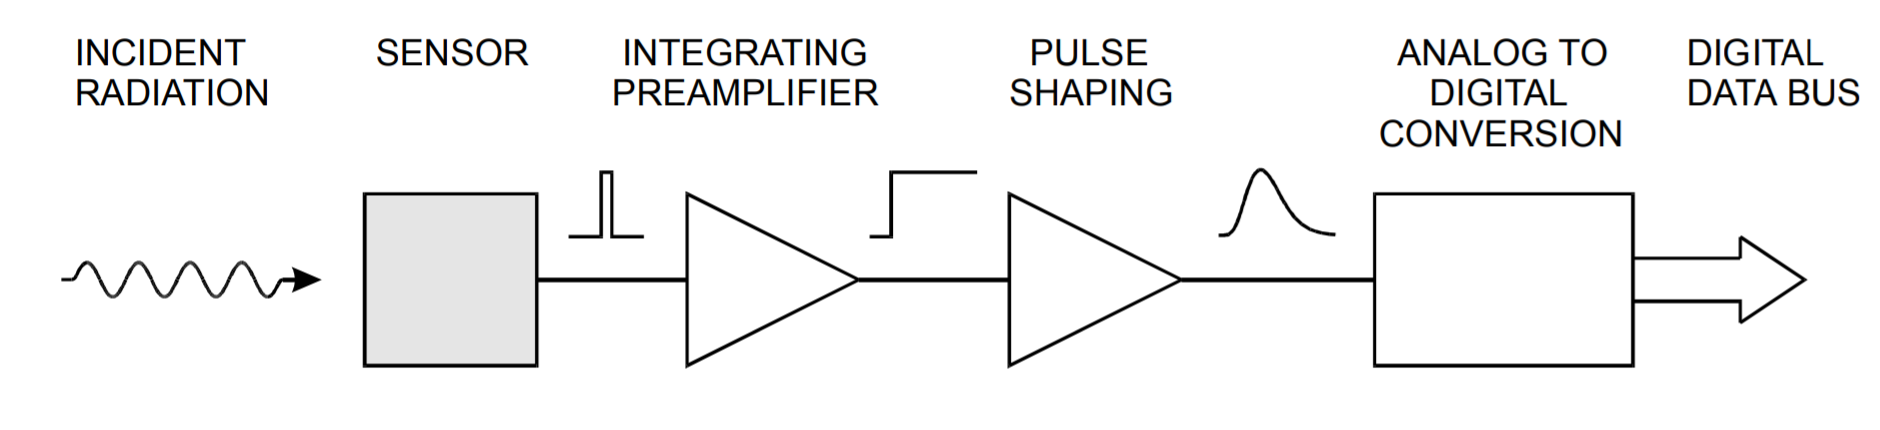 INCIDENT
RADIATION
SENSOR
INTEGRATING
PREAMPLIFIER
PULSE
SHAPING
ANALOG TO
DIGITAL
CONVERSION
DIGITAL
DATA BUS